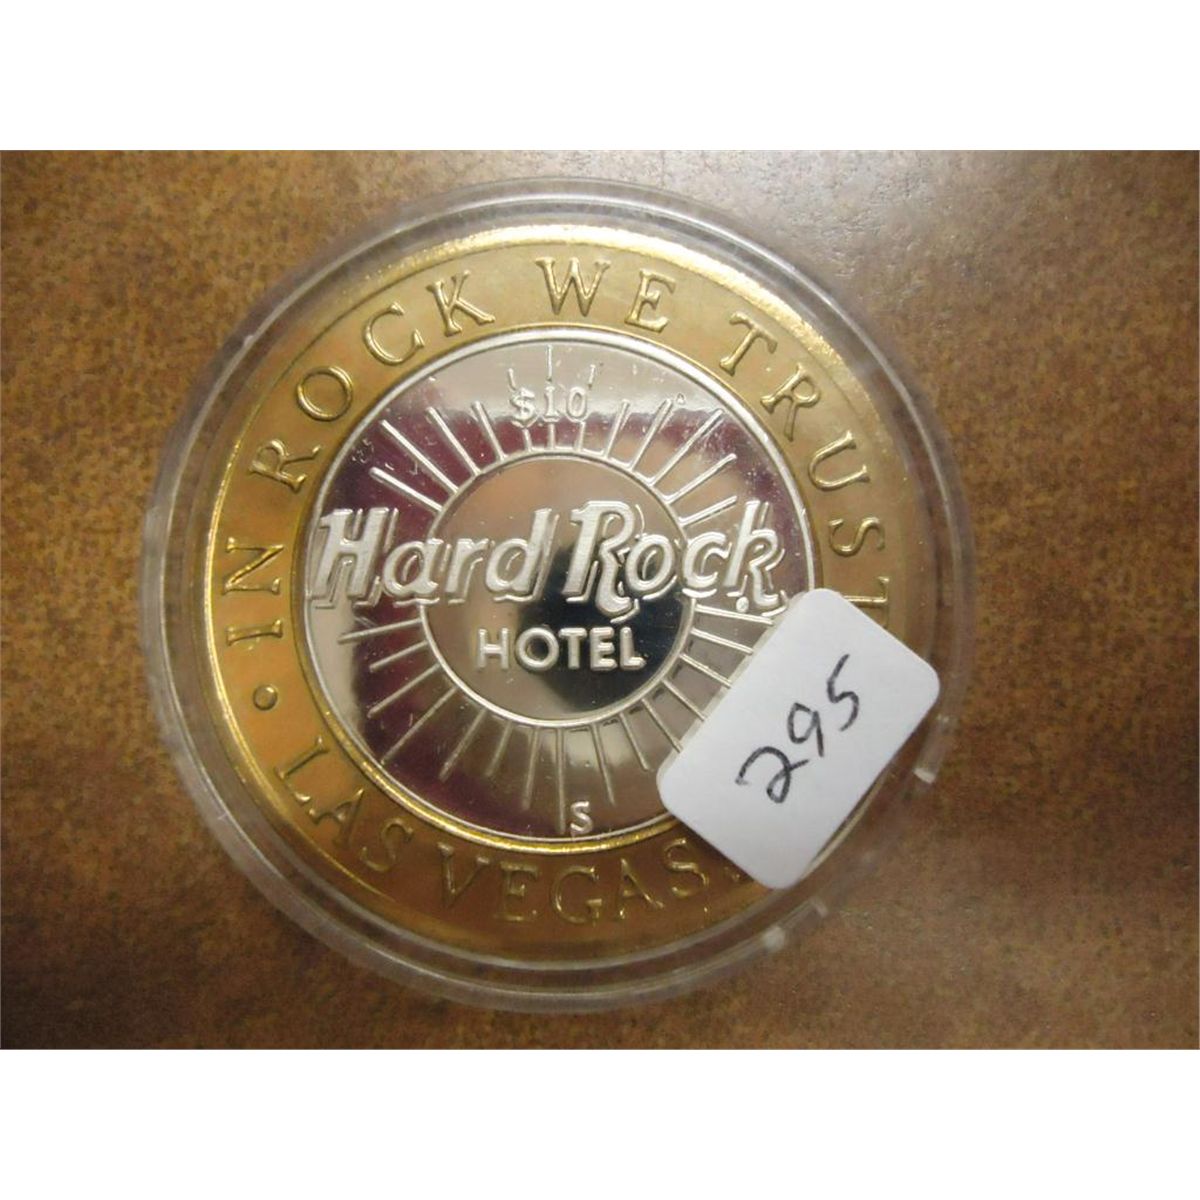 IN ROCK WE TRUST
$10
Hard Rock
HOTEL
S
• LAS VEGAS
295